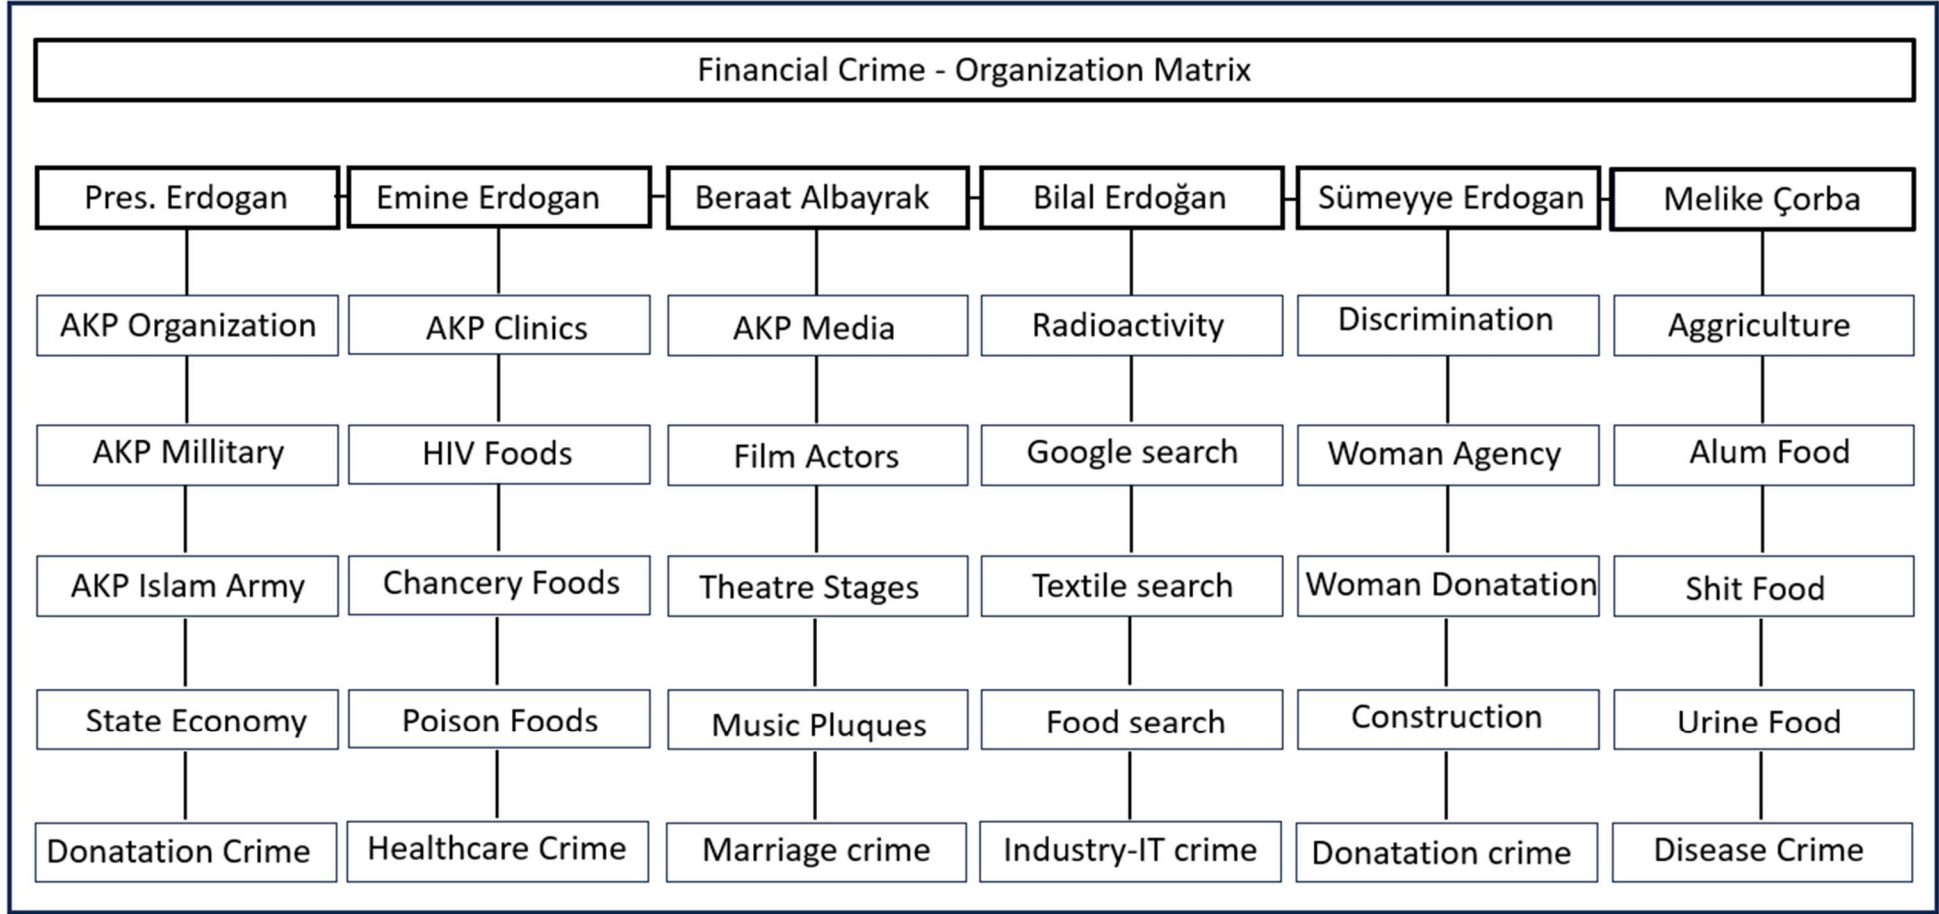 Financial Crime - Organization Matrix
Pres. Erdogan
Emine Erdogan
Beraat Albayrak
Bilal Erdoğan
Sümeyye Erdogan
Melike Çorba
AKP Organization
AKP Clinics
AKP Media
Radioactivity
Discrimination
Aggriculture
AKP Millitary
HIV Foods
Film Actors
Google search
Woman Agency
Alum Food
AKP Islam Army
Chancery Foods
Theatre Stages
Textile search
Woman Donatation
Shit Food
State Economy
Poison Foods
Music Pluques
Food search
Construction
Urine Food
Donatation Crime
Healthcare Crime
Marriage crime
Industry-IT crime
Donatation crime
Disease Crime